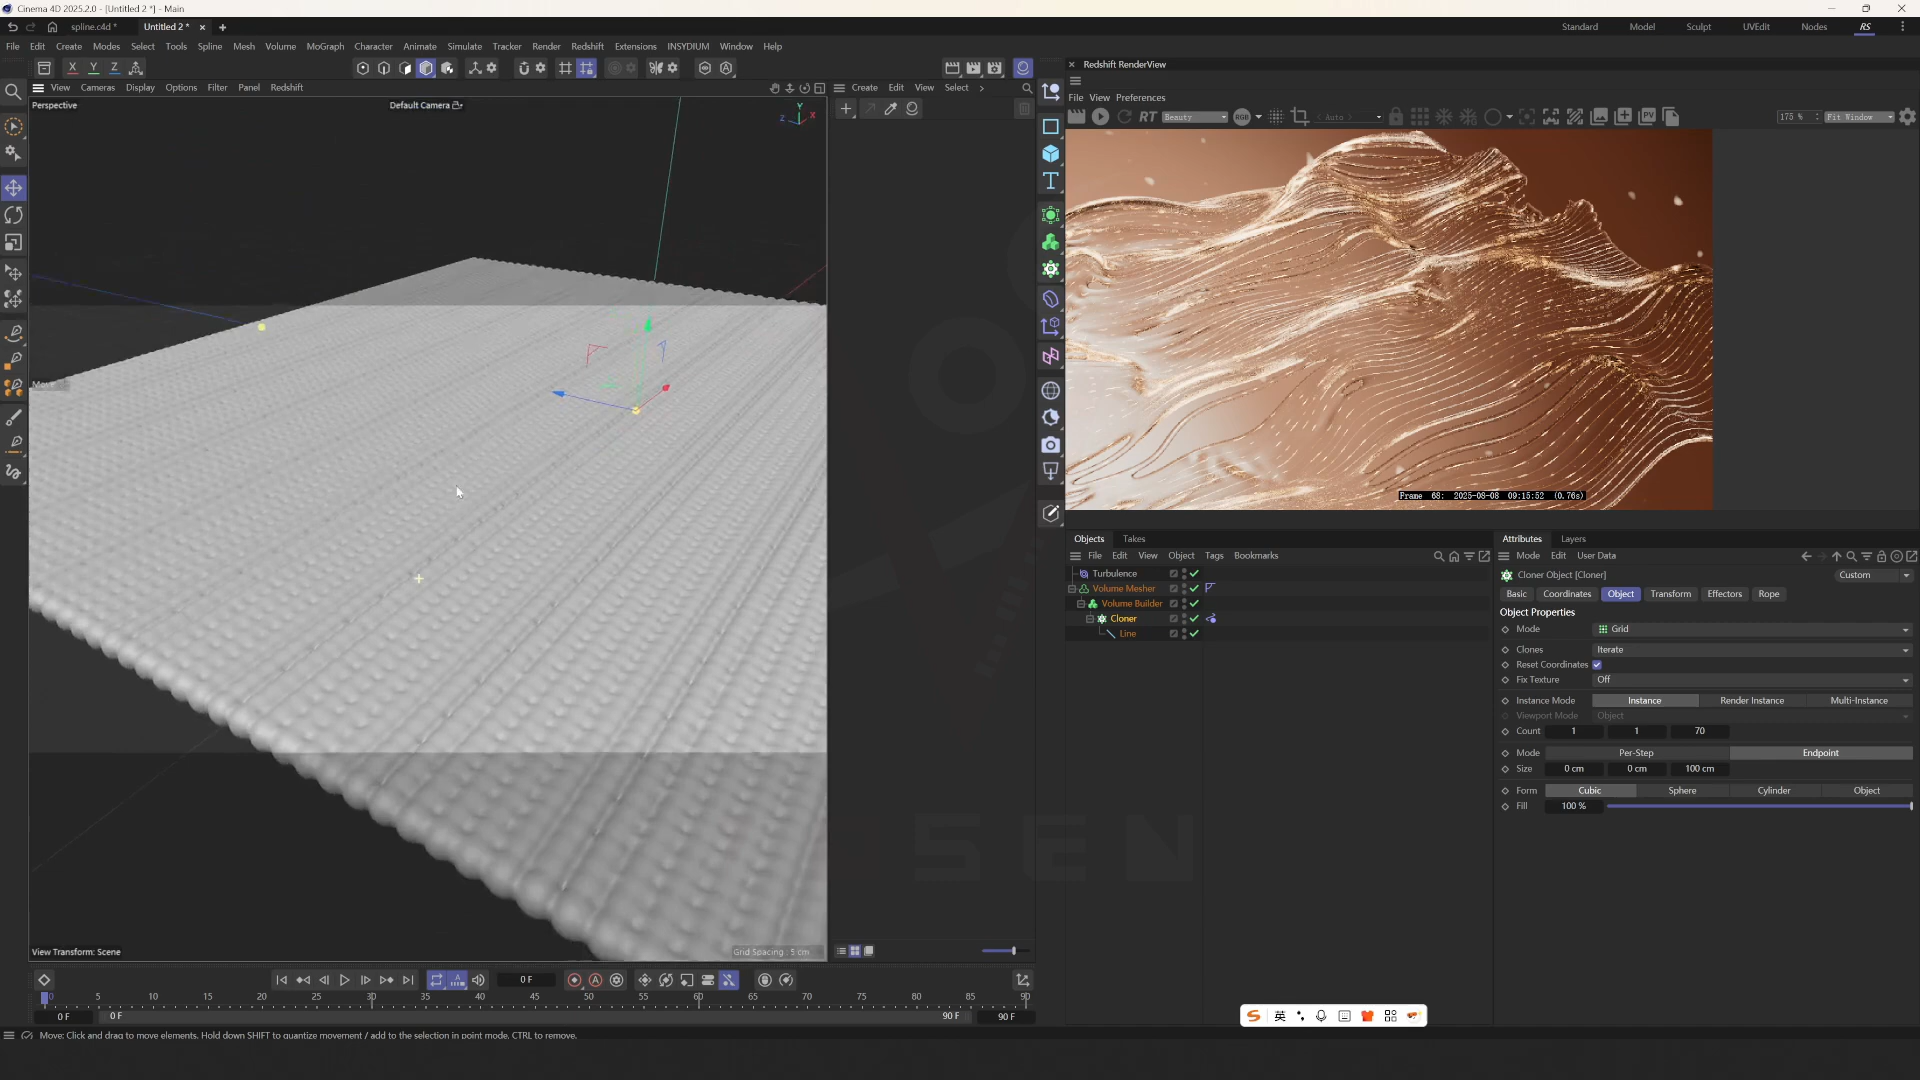 Cinema 4D 2025.2.0 - [Untitled 2 *] - Main
spline.c4d *
Untitled 2 *
Standard Model Sculpt UVEdit Nodes RS
File Edit Create Modes Select Tools Spline Mesh Volume MoGraph Character Animate Simulate Tracker Render Redshift Extensions INSYDIUM Window Help
X Y Z
Redshift RenderView
View Cameras Display Options Filter Panel Redshift
Create Edit View Select
File View Preferences
Perspective
Default Camera
Y
Z X
RT
Beauty
RGB
< Auto >
PV
175 %
Fit Window
Move
Frame 68: 2025-08-08 09:15:52 (0.76s)
Objects Takes
File Edit View Object Tags Bookmarks
Turbulence
Volume Mesher
Volume Builder
Cloner
Line
Attributes Layers
Mode Edit User Data
Cloner Object [Cloner]
Custom
Basic Coordinates Object Transform Effectors Rope
Object Properties
Mode Grid
Clones Iterate
Reset Coordinates
Fix Texture Off
Instance Mode Instance Render Instance Multi-Instance
Viewport Mode Object
Count 1 1 70
Mode Per-Step Endpoint
Size 0 cm 0 cm 100 cm
Form Cubic Sphere Cylinder Object
Fill 100 %
SEN
View Transform: Scene
Grid Spacing : 5 cm
0 F
0 5 10 15 20 25 30 35 40 45 50 55 60 65 70 75 80 85 90
0 F 0 F 90 F 90 F
英
Move: Click and drag to move elements. Hold down SHIFT to quantize movement / add to the selection in point mode, CTRL to remove.